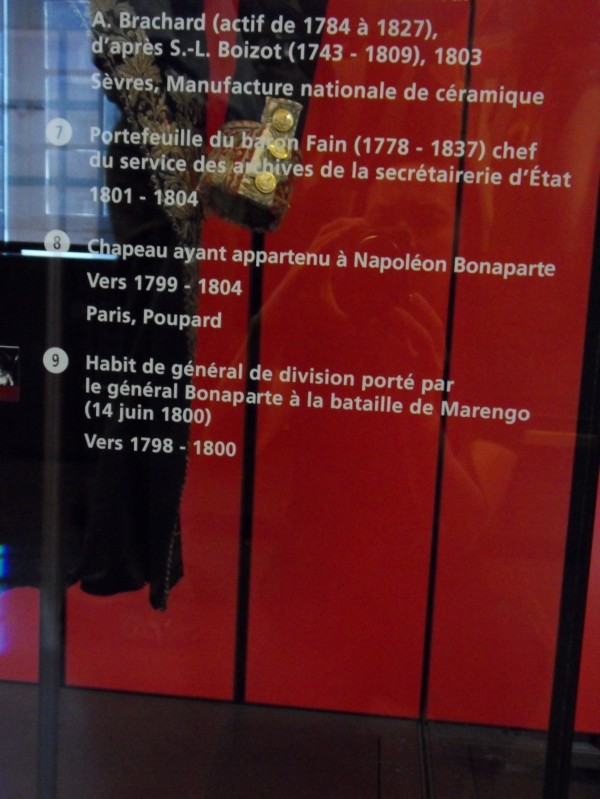 A. Brachard (actif de 1784 à 1827),
d'après S.-L. Boizot (1743 - 1809), 1803
Sèvres, Manufacture nationale de céramique
7 Portefeuille du baron Fain (1778 - 1837) chef
du service des archives de la secrétairerie d'État
1801 - 1804
8 Chapeau ayant appartenu à Napoléon Bonaparte
Vers 1799 - 1804
Paris, Poupard
9 Habit de général de division porté par
le général Bonaparte à la bataille de Marengo
(14 juin 1800)
Vers 1798 - 1800